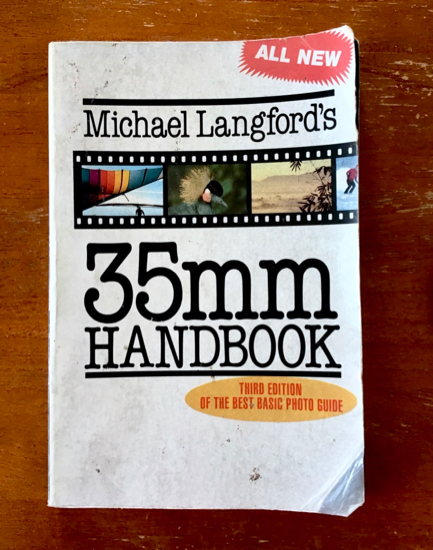 ALL NEW
Michael Langford's
35mm
HANDBOOK
THIRD EDITION
OF THE BEST BASIC PHOTO GUIDE